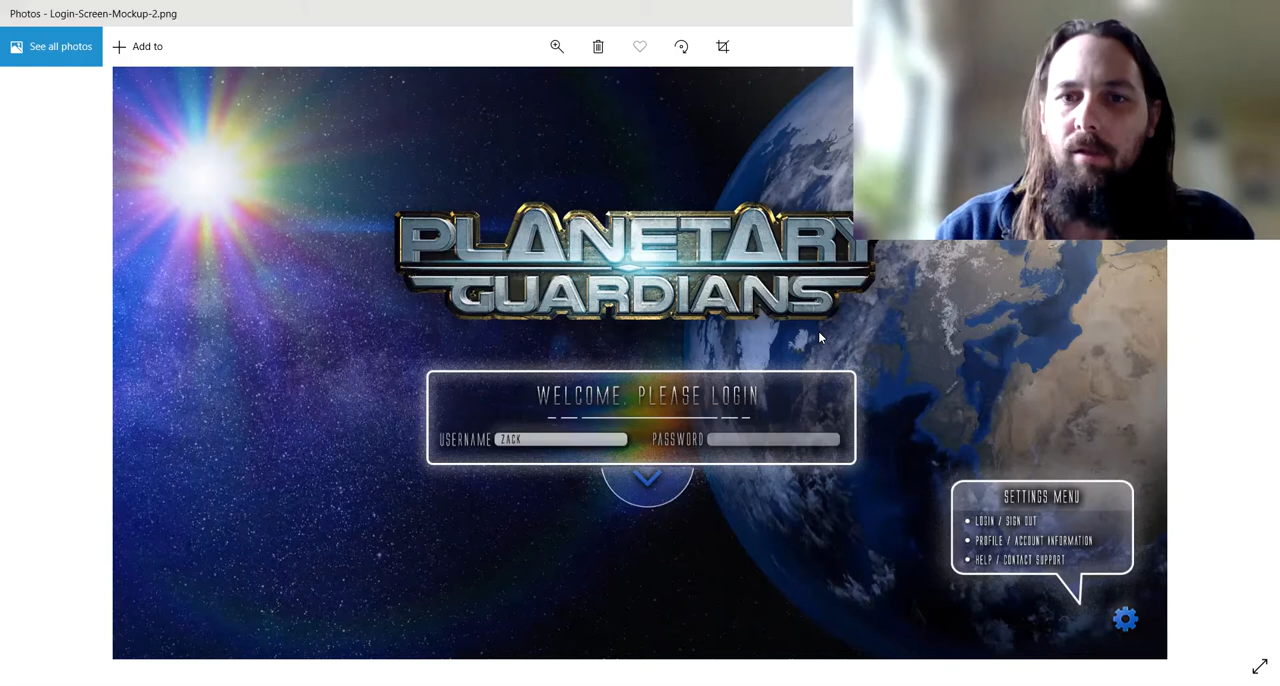 Photos - Login-Screen-Mockup-2.png
See all photos
Add to
PLANETARY
GUARDIANS
WELCOME, PLEASE LOGIN
USERNAME ZACK PASSWORD
SETTINGS MENU
• LOGIN / SIGN OUT
• PROFILE / ACCOUNT INFORMATION
• HELP / CONTACT SUPPORT